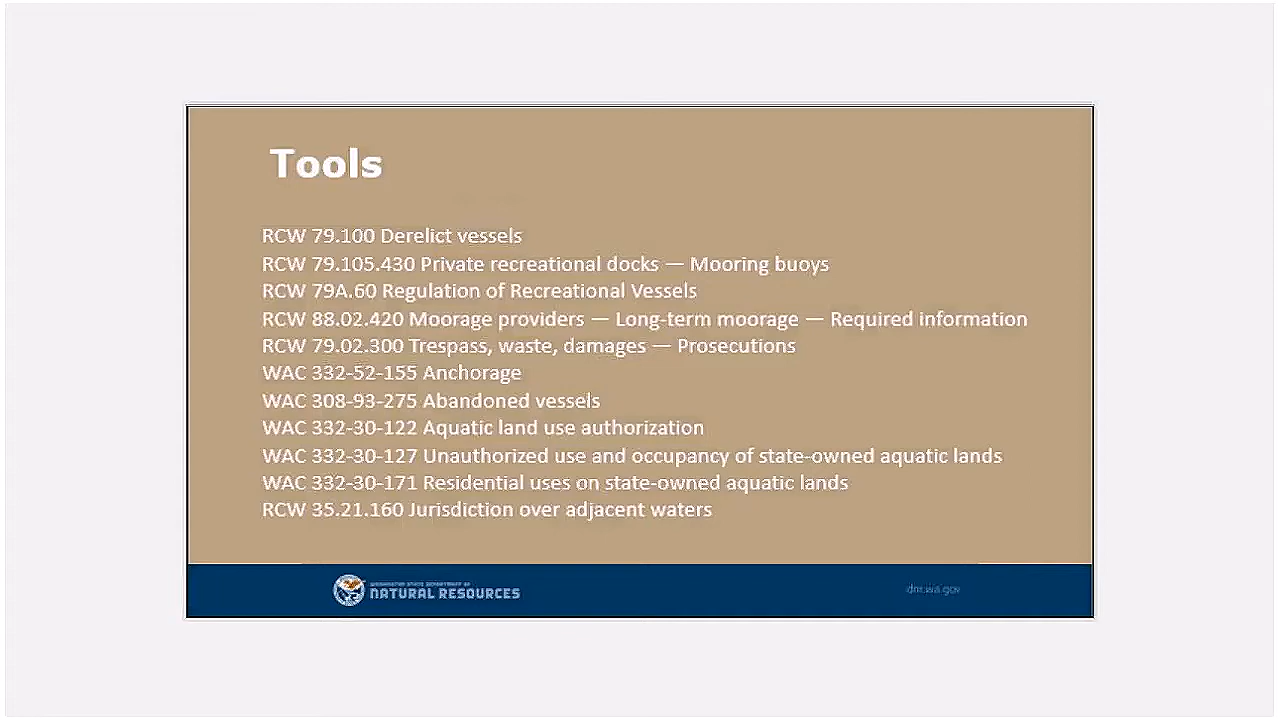 Tools
RCW 79.100 Derelict vessels
RCW 79.105.430 Private recreational docks — Mooring buoys
RCW 79A.60 Regulation of Recreational Vessels
RCW 88.02.420 Moorage providers — Long-term moorage — Required information
RCW 79.02.300 Trespass, waste, damages — Prosecutions
WAC 332-52-155 Anchorage
WAC 308-93-275 Abandoned vessels
WAC 332-30-122 Aquatic land use authorization
WAC 332-30-127 Unauthorized use and occupancy of state-owned aquatic lands
WAC 332-30-171 Residential uses on state-owned aquatic lands
RCW 35.21.160 Jurisdiction over adjacent waters
WASHINGTON STATE DEPARTMENT OF
NATURAL RESOURCES
dnr.wa.gov